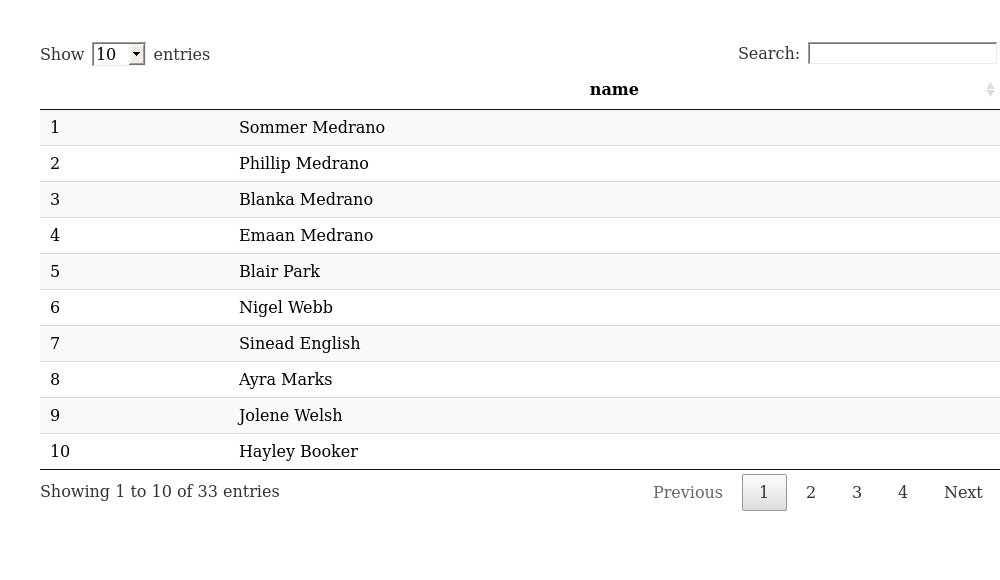 Show 10 entries Search:
name
1 Sommer Medrano
2 Phillip Medrano
3 Blanka Medrano
4 Emaan Medrano
5 Blair Park
6 Nigel Webb
7 Sinead English
8 Ayra Marks
9 Jolene Welsh
10 Hayley Booker
Showing 1 to 10 of 33 entries Previous 1 2 3 4 Next